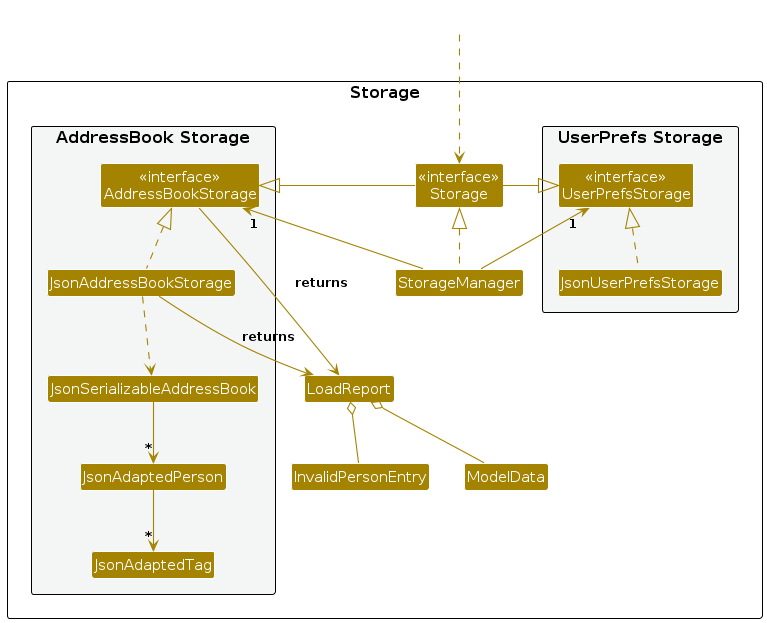 Storage
AddressBook Storage
UserPrefs Storage
«interface»
AddressBookStorage
«interface»
Storage
«interface»
UserPrefsStorage
1
1
JsonAddressBookStorage
returns
StorageManager
JsonUserPrefsStorage
returns
JsonSerializableAddressBook
LoadReport
*
JsonAdaptedPerson
InvalidPersonEntry
ModelData
*
JsonAdaptedTag